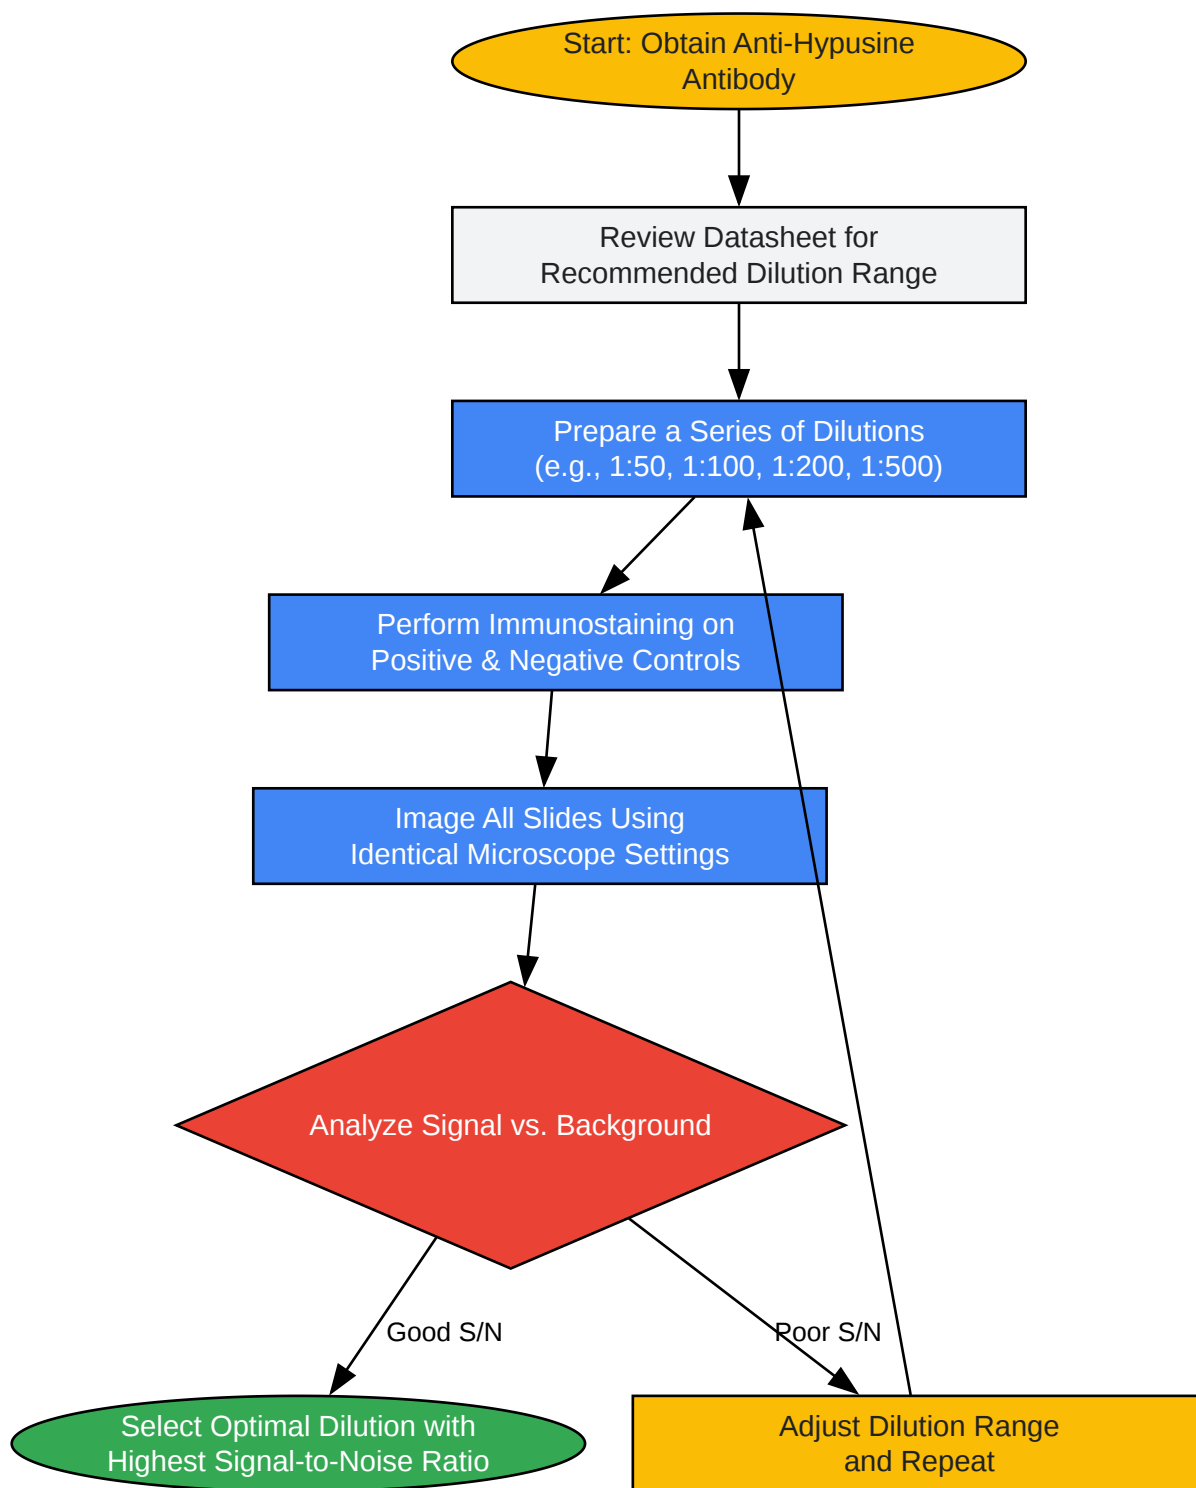 Start: Obtain Anti-Hypusine
Antibody
Review Datasheet for
Recommended Dilution Range
Prepare a Series of Dilutions
(e.g., 1:50, 1:100, 1:200, 1:500)
Perform Immunostaining on
Positive & Negative Controls
Image All Slides Using
Identical Microscope Settings
Analyze Signal vs. Background
Good S/N
Poor S/N
Select Optimal Dilution with
Highest Signal-to-Noise Ratio
Adjust Dilution Range
and Repeat